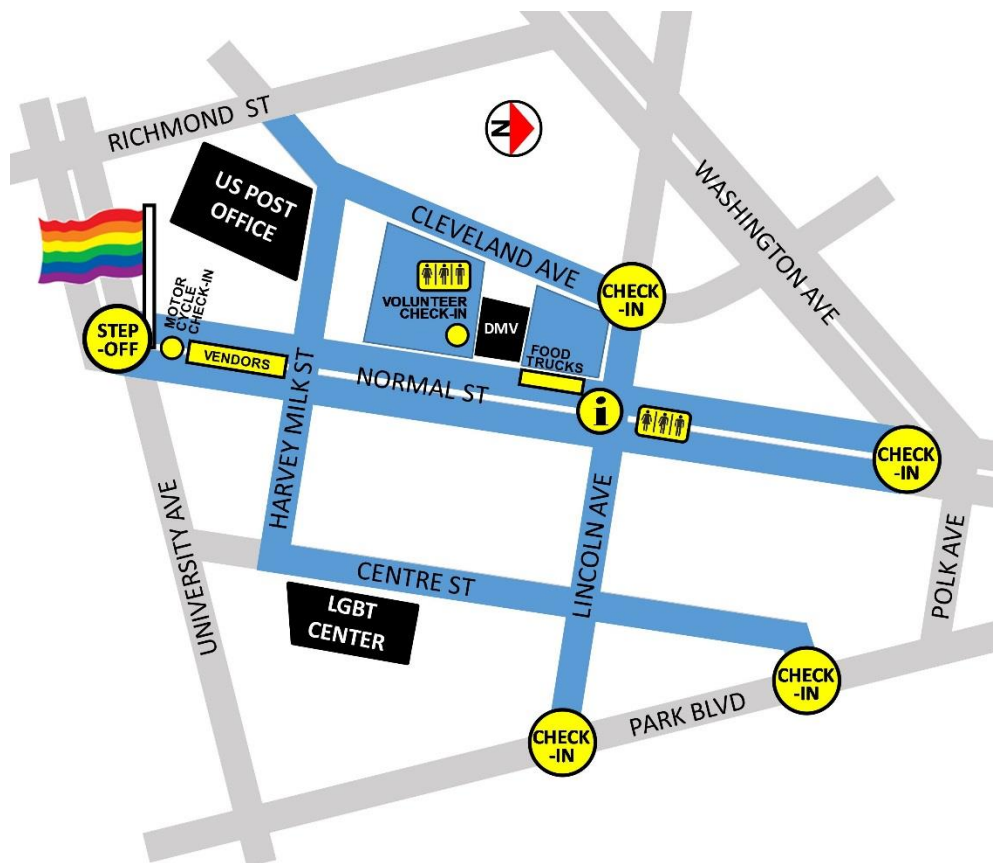 RICHMOND ST
US POST
OFFICE
N
WASHINGTON AVE
CLEVELAND AVE
CHECK
-IN
VOLUNTEER
CHECK-IN
DMV
MOTOR
CYCLE
CHECK-IN
STEP
-OFF
VENDORS
FOOD
TRUCKS
NORMAL ST
i
HARVEY MILK ST
CHECK
-IN
LINCOLN AVE
UNIVERSITY AVE
POLK AVE
CENTRE ST
LGBT
CENTER
CHECK
-IN
PARK BLVD
CHECK
-IN